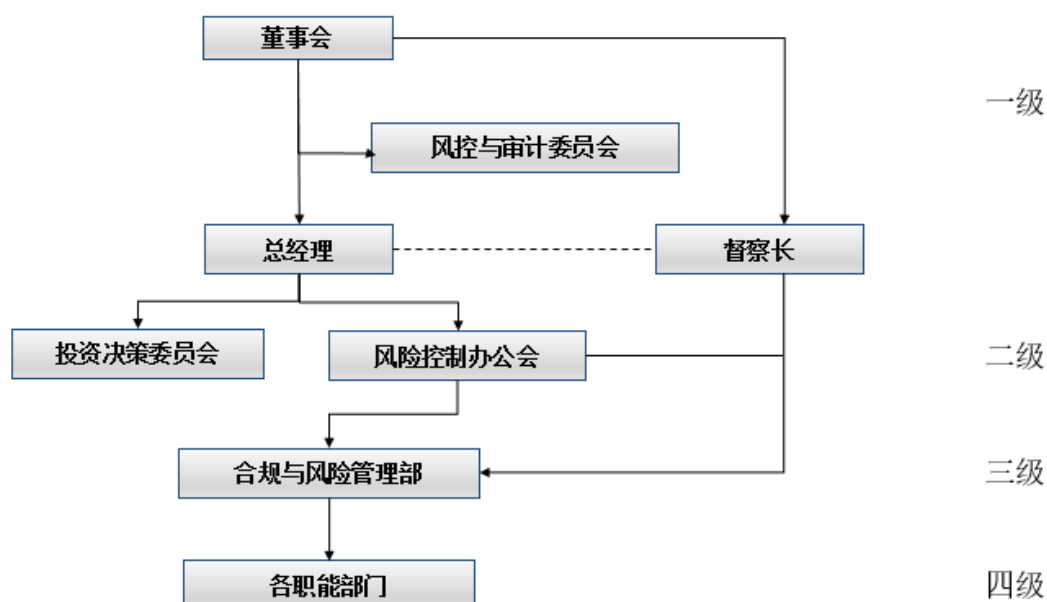 董事会
一级
风控与审计委员会
总经理
督察长
投资决策委员会
风险控制办公会
二级
合规与风险管理部
三级
各职能部门
四级